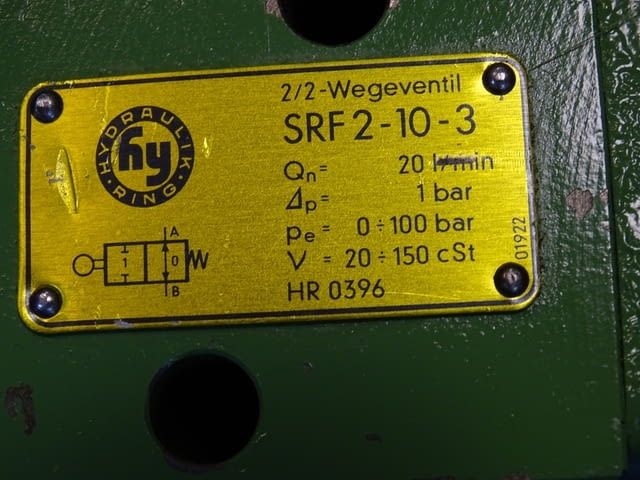 HYDRAULIK
RING
hy
2/2-Wegeventil
SRF 2-10-3
Qn = 20 l/min
Δp = 1 bar
pe = 0÷100 bar
ν = 20÷150 cSt
HR 0396
01922
A
1 0
B